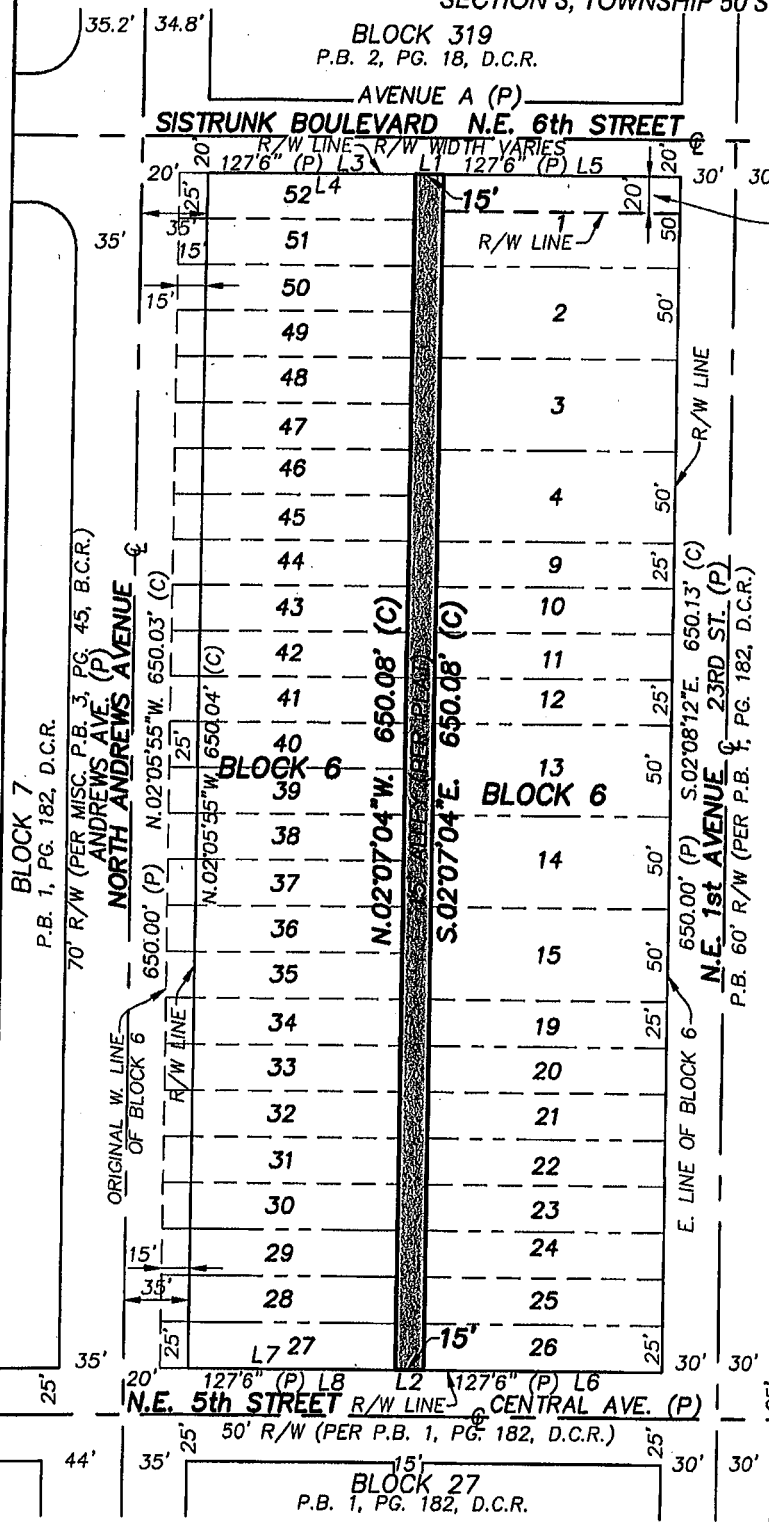 SECTION 3, TOWNSHIP 50 S
35.2' 34.8'
BLOCK 319
P.B. 2, PG. 18, D.C.R.
AVENUE A (P)
SISTRUNK BOULEVARD N.E. 6th STREET
R/W LINE R/W WIDTH VARIES
20' 20' 127'6" (P) L3 L1 127'6" (P) L5 20' 30' 30
25' 52 L4 15' 20'
35' 35' 1 50'
15' 51 R/W LINE
15' 50
2 50'
49
48
3
47
R/W LINE
46
4 50'
45
44 9 25'
43 10
42 11
41 12 25'
40
BLOCK 6
13 50'
BLOCK 6
39
38
14 50'
37
36
15 50'
35
34 19 25'
33 20
32 21
31 22
30 23
29 24
15'
35'
28 25
25' L7 27 15' 26 25'
35' 30' 30'
20' 127'6" (P) L8 L2 127'6" (P) L6
N.E. 5th STREET R/W LINE CENTRAL AVE. (P)
50' R/W (PER P.B. 1, PG. 182, D.C.R.)
25'
25'
25'
44' 35' 15' 30' 30'
BLOCK 27
P.B. 1, PG. 182, D.C.R.
BLOCK 7
P.B. 1, PG. 182, D.C.R.
70' R/W (PER MISC. P.B. 3, PG. 45, B.C.R.)
ANDREWS AVE. (P)
NORTH ANDREWS AVENUE
650.00' (P) N.02°05'55"W. 650.03' (C)
25'
N.02°05'55"W. 650.04' (C)
ORIGINAL W. LINE
OF BLOCK 6
R/W LINE
N.02°07'04"W. 650.08' (C)
15' ALLEY (PER PLAT)
S.02°07'04"E. 650.08' (C)
650.00' (P) S.02°08'12"E. 650.13' (C)
N.E. 1st AVENUE 23RD ST. (P)
P.B. 60' R/W (PER P.B. 1, PG. 182, D.C.R.)
E. LINE OF BLOCK 6